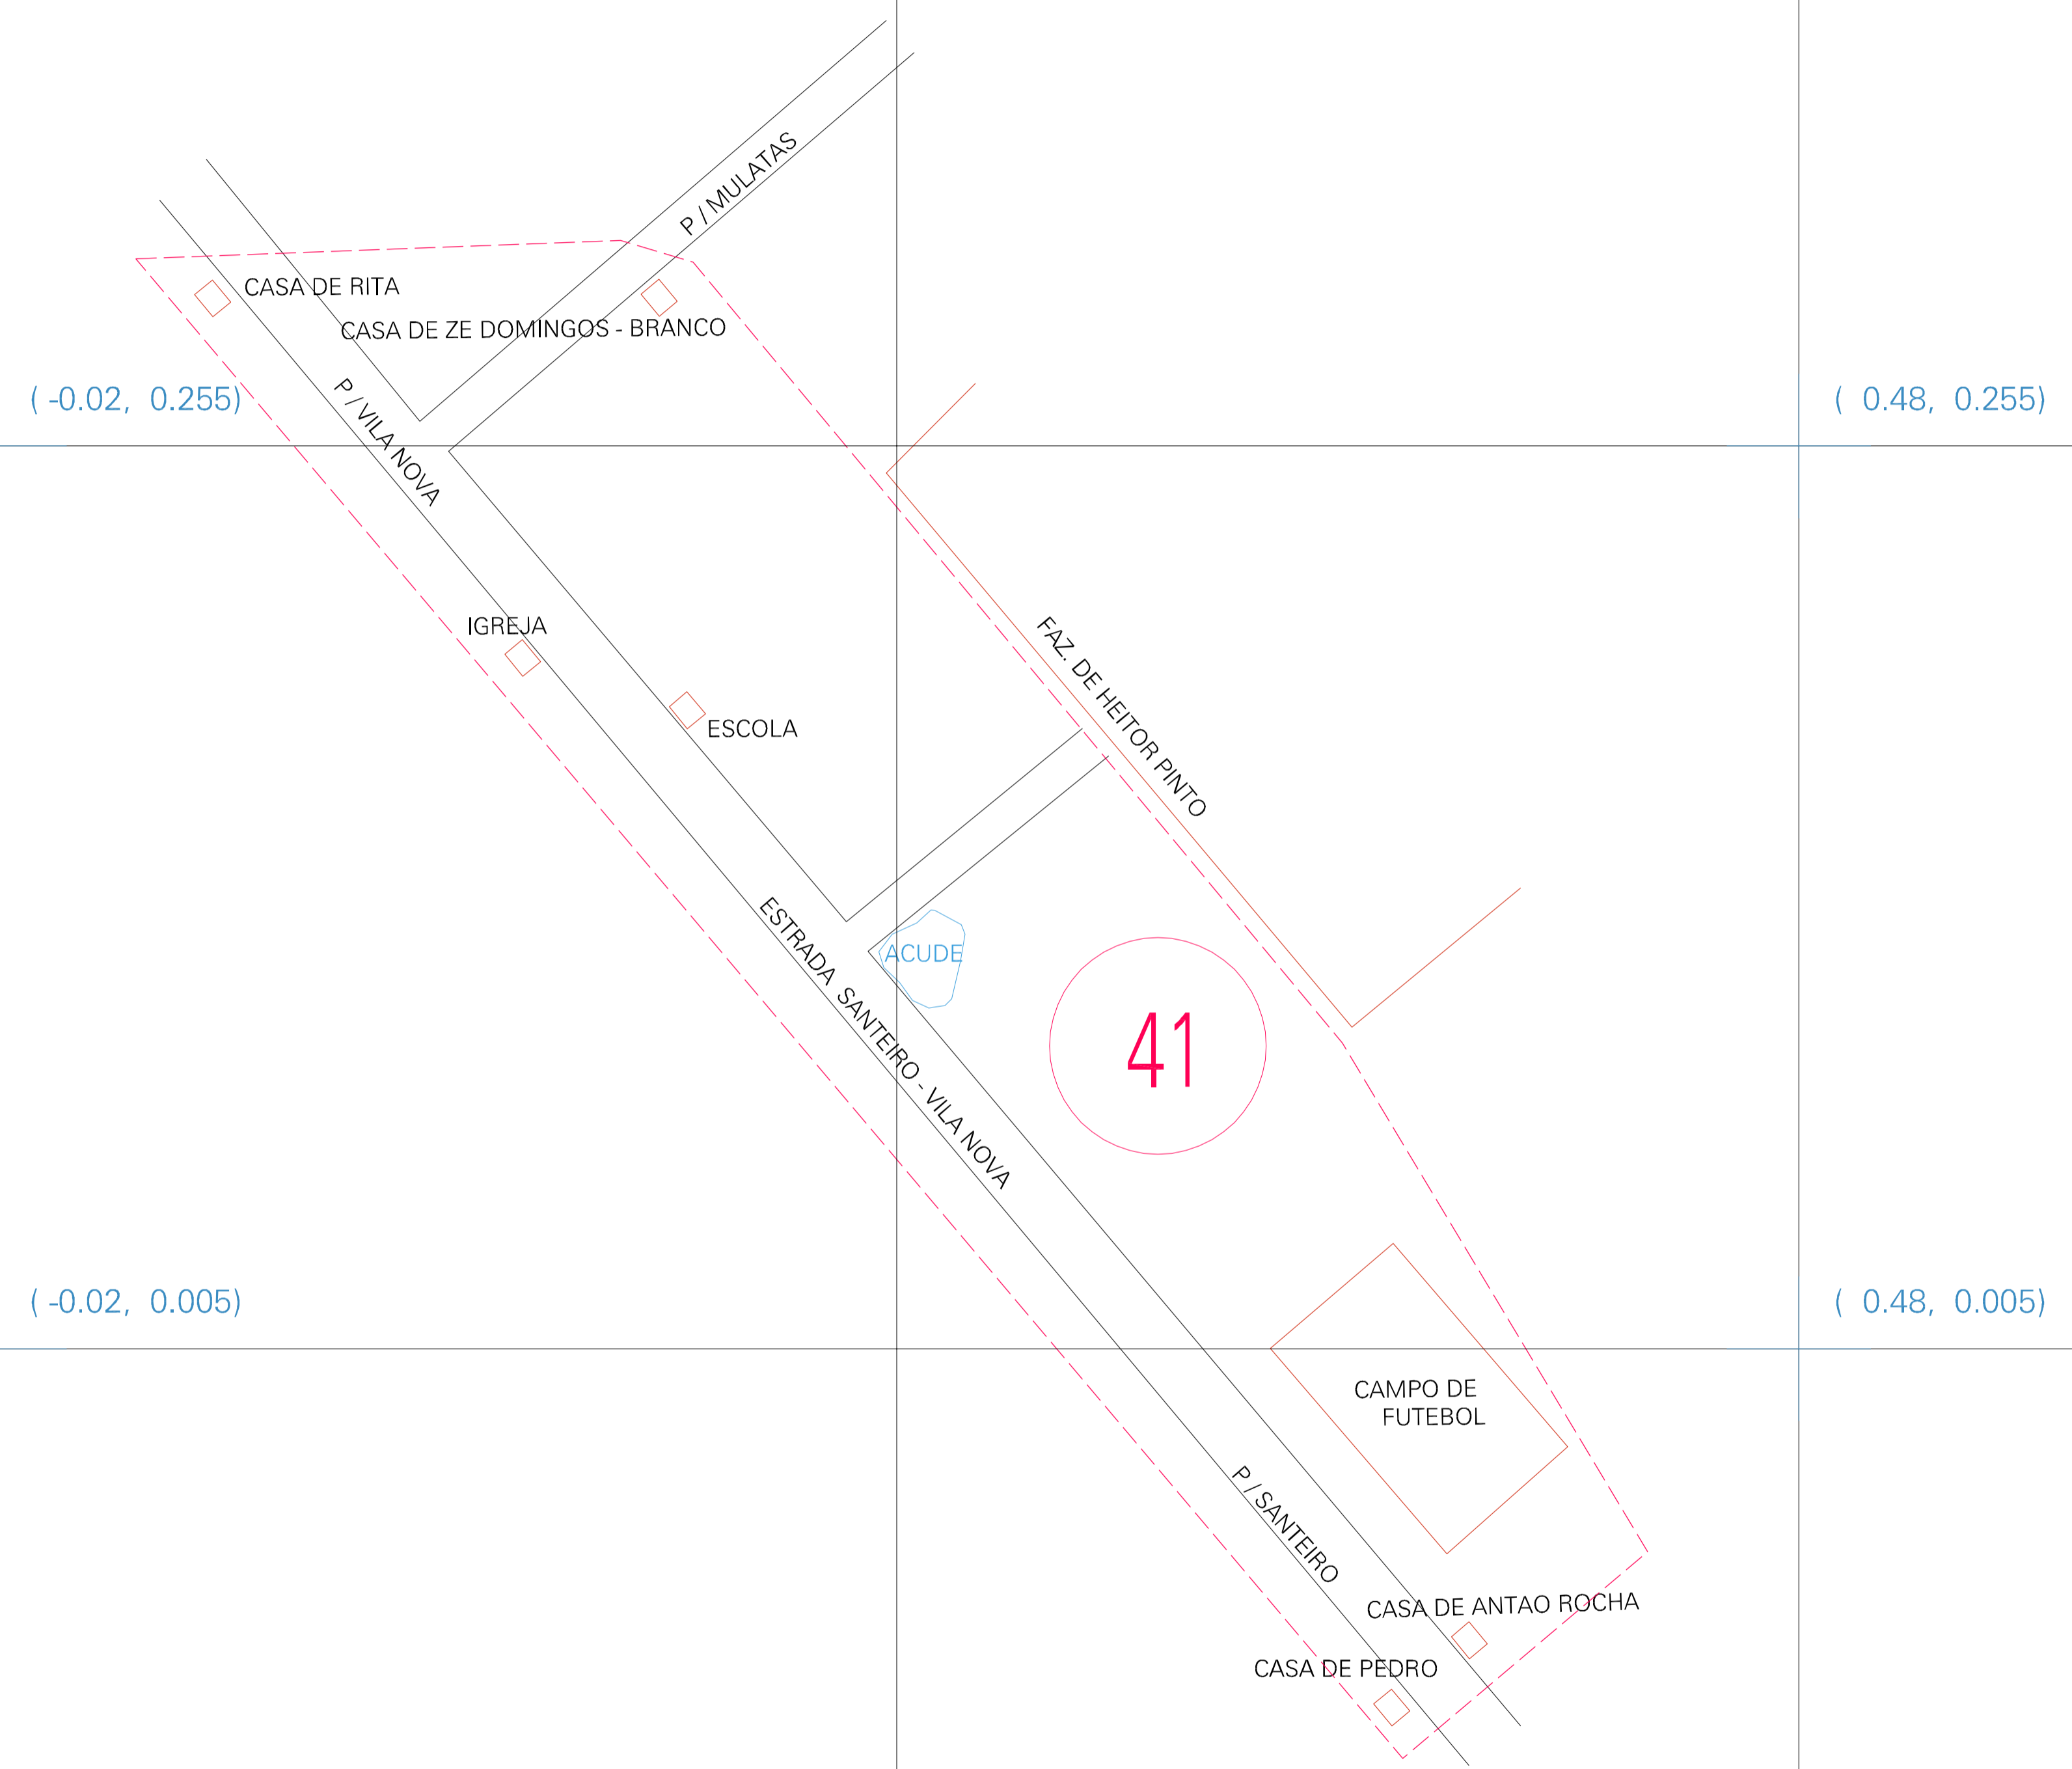 P / MULATAS
CASA DE RITA
CASA DE ZE DOMINGOS - BRANCO
( -0.02, 0.255)
( 0.48, 0.255)
P / VILA NOVA
IGREJA
ESCOLA
FAZ. DE HEITOR PINTO
ESTRADA SANTEIRO - VILA NOVA
ACUDE
41
( -0.02, 0.005)
( 0.48, 0.005)
CAMPO DE
FUTEBOL
P / SANTEIRO
CASA DE ANTAO ROCHA
CASA DE PEDRO